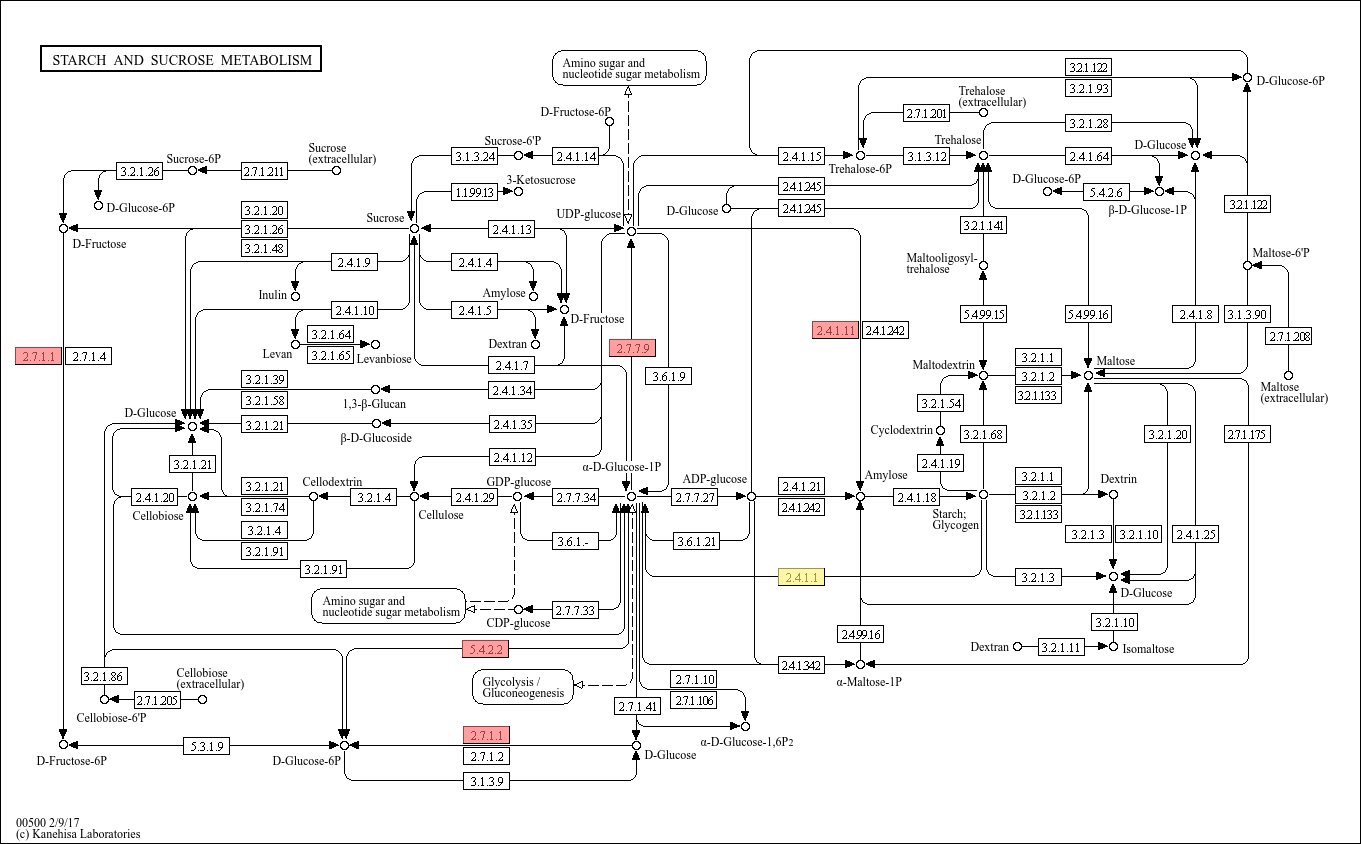 STARCH AND SUCROSE METABOLISM
Amino sugar and
nucleotide sugar metabolism
3.2.1.122
3.2.1.93
D-Glucose-6P
Trehalose
(extracellular)
2.7.1.201
D-Fructose-6P
3.2.1.28
Sucrose-6'P
Trehalose
D-Glucose
Sucrose
(extracellular)
Sucrose-6P
3.1.3.24
2.4.1.14
2.4.1.15
3.1.3.12
2.4.1.64
Trehalose-6P
3.2.1.26
2.7.1.211
3-Ketosucrose
1.1.99.13
2.4.1.245
D-Glucose-6P
5.4.2.6
β-D-Glucose-1P
D-Glucose-6P
3.2.1.20
Sucrose
UDP-glucose
D-Glucose
2.4.1.245
3.2.1.122
D-Fructose
3.2.1.26
2.4.1.13
3.2.1.141
3.2.1.48
Maltose-6'P
2.4.1.9
2.4.1.4
Maltooligosyl-
trehalose
Inulin
Amylose
2.4.1.10
2.4.1.5
D-Fructose
5.4.99.15
5.4.99.16
2.4.1.8
3.1.3.90
3.2.1.64
2.4.1.11
2.4.1.242
2.7.1.208
Levan
3.2.1.65
Levanbiose
Dextran
2.7.7.9
2.7.1.1
2.7.1.4
2.4.1.7
Maltodextrin
3.2.1.1
Maltose
3.6.1.9
3.2.1.2
3.2.1.133
Maltose
(extracellular)
3.2.1.39
2.4.1.34
3.2.1.58
1,3-β-Glucan
3.2.1.54
D-Glucose
3.2.1.21
2.4.1.35
β-D-Glucoside
Cyclodextrin
3.2.1.68
3.2.1.20
2.7.1.175
2.4.1.12
3.2.1.21
α-D-Glucose-1P
2.4.1.19
Cellodextrin
GDP-glucose
ADP-glucose
Amylose
3.2.1.1
Dextrin
3.2.1.21
2.4.1.21
2.4.1.20
3.2.1.4
2.4.1.29
2.7.7.34
2.7.7.27
2.4.1.18
3.2.1.2
3.2.1.74
2.4.1.242
Cellobiose
Cellulose
Starch;
Glycogen
3.2.1.133
3.2.1.4
3.6.1.-
3.6.1.21
3.2.1.3
3.2.1.10
2.4.1.25
3.2.1.91
3.2.1.91
2.4.1.1
3.2.1.3
D-Glucose
Amino sugar and
nucleotide sugar metabolism
2.7.7.33
CDP-glucose
3.2.1.10
2.4.99.16
5.4.2.2
Dextran
3.2.1.11
Isomaltose
2.4.1.342
α-Maltose-1P
3.2.1.86
Cellobiose
(extracellular)
Glycolysis /
Gluconeogenesis
2.7.1.10
2.7.1.205
2.7.1.106
2.7.1.41
Cellobiose-6'P
2.7.1.1
α-D-Glucose-1,6P2
5.3.1.9
2.7.1.2
D-Glucose
D-Fructose-6P
D-Glucose-6P
3.1.3.9
00500 2/9/17
(c) Kanehisa Laboratories